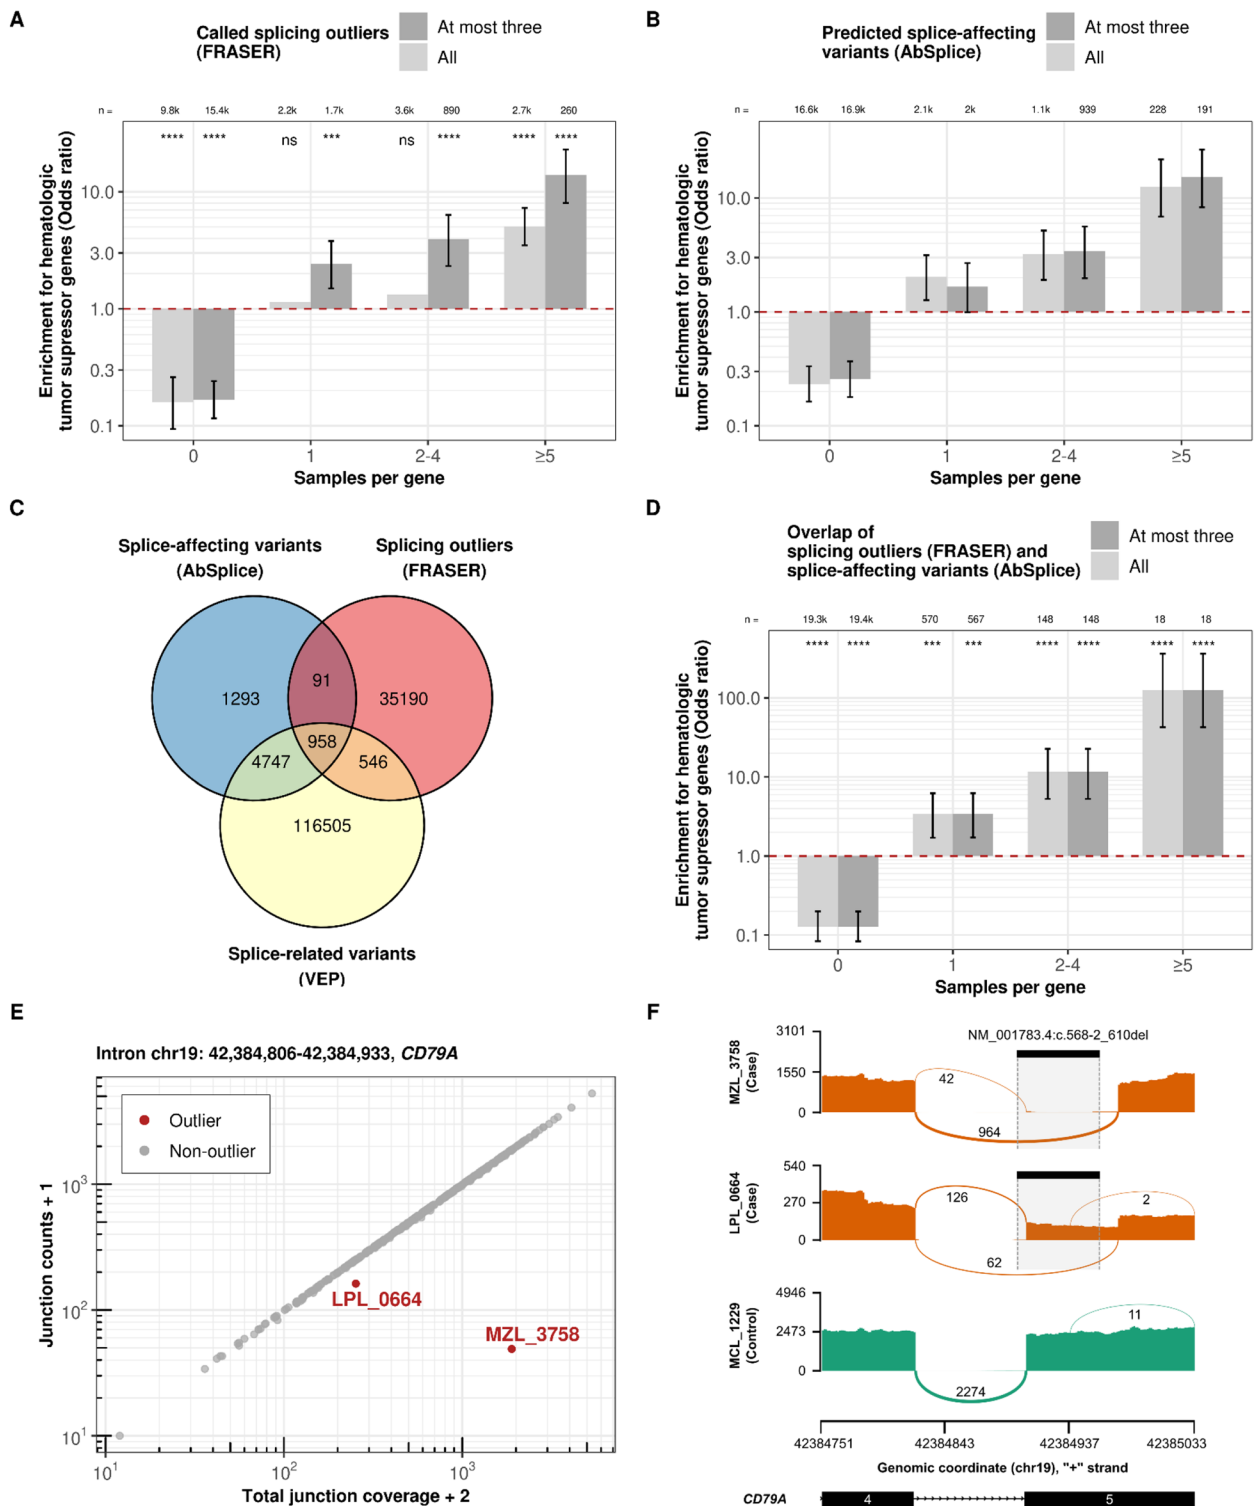 A
Called splicing outliers
(FRASER)
At most three
All
n =
9.8k 15.4k 2.2k 1.7k 3.6k 890 2.7k 260
**** **** ns *** ns **** **** ****
Enrichment for hematologic
tumor supressor genes (Odds ratio)
10.0
3.0
1.0
0.3
0.1
0 1 2-4 ≥5
Samples per gene
B
Predicted splice-affecting
variants (AbSplice)
At most three
All
16.6k 16.9k 2.1k 2k 1.1k 939 228 191
Enrichment for hematologic
tumor supressor genes (Odds ratio)
10.0
3.0
1.0
0.3
0.1
0 1 2-4 ≥5
Samples per gene
C
Splice-affecting variants
(AbSplice)
Splicing outliers
(FRASER)
1293
91
35190
958
4747
546
116505
Splice-related variants
(VEP)
D
Overlap of
splicing outliers (FRASER) and
splice-affecting variants (AbSplice)
At most three
All
n =
19.3k 19.4k 570 567 148 148 18 18
**** **** *** *** **** **** **** ****
Enrichment for hematologic
tumor supressor genes (Odds ratio)
100.0
10.0
1.0
0.1
0 1 2-4 ≥5
Samples per gene
E
Intron chr19: 42,384,806-42,384,933, CD79A
Outlier
Non-outlier
LPL_0664
MZL_3758
Junction counts + 1
10³
10²
10¹
10¹ 10² 10³
Total junction coverage + 2
F
NM_001783.4:c.568-2_610del
MZL_3758
(Case)
3101
1550
0
42
964
LPL_0664
(Case)
540
270
0
126
2
62
MCL_1229
(Control)
4946
2473
0
11
2274
42384751 42384843 42384937 42385033
Genomic coordinate (chr19), "+" strand
CD79A 4 5